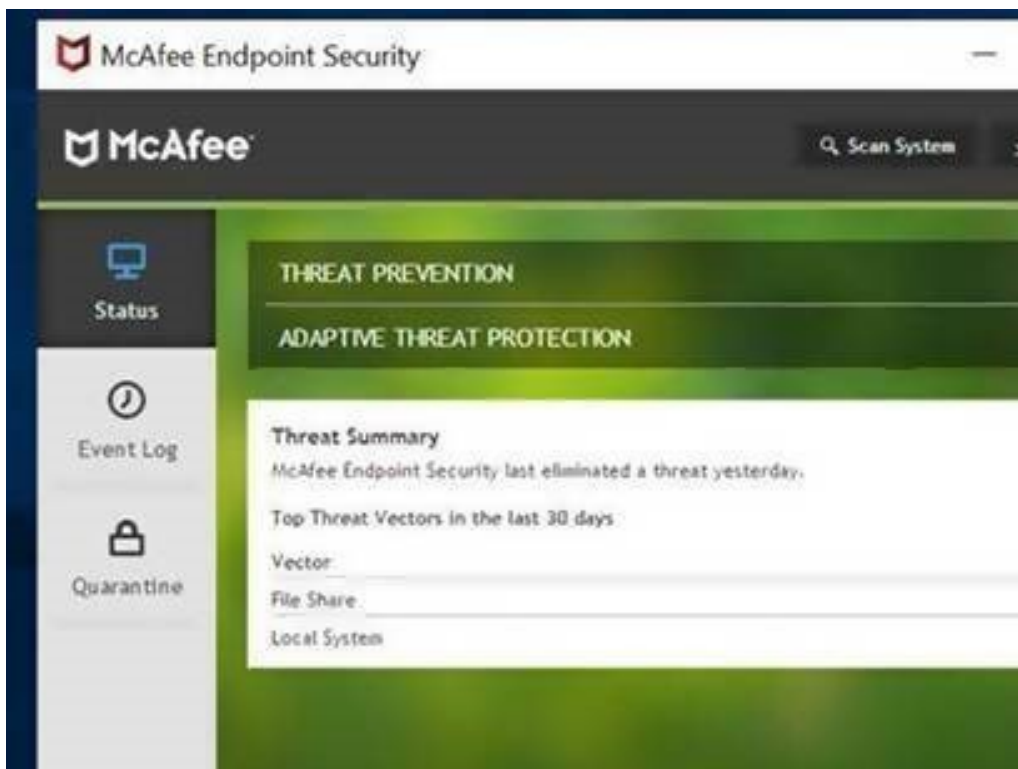 McAfee Endpoint Security
McAfee
Scan System
Status
Event Log
Quarantine
THREAT PREVENTION
ADAPTIVE THREAT PROTECTION
Threat Summary
McAfee Endpoint Security last eliminated a threat yesterday.
Top Threat Vectors in the last 30 days
Vector
File Share
Local System